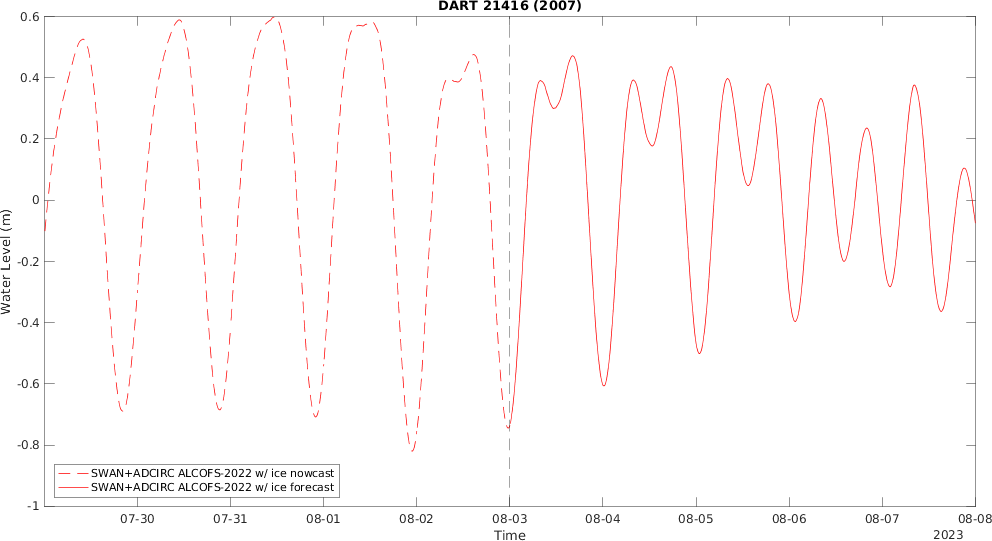 DART 21416 (2007)
0.6
0.4
0.2
0
-0.2
-0.4
-0.6
-0.8
-1
Water Level (m)
SWAN+ADCIRC ALCOFS-2022 w/ ice nowcast
SWAN+ADCIRC ALCOFS-2022 w/ ice forecast
07-30 07-31 08-01 08-02 08-03 08-04 08-05 08-06 08-07 08-08
Time
2023